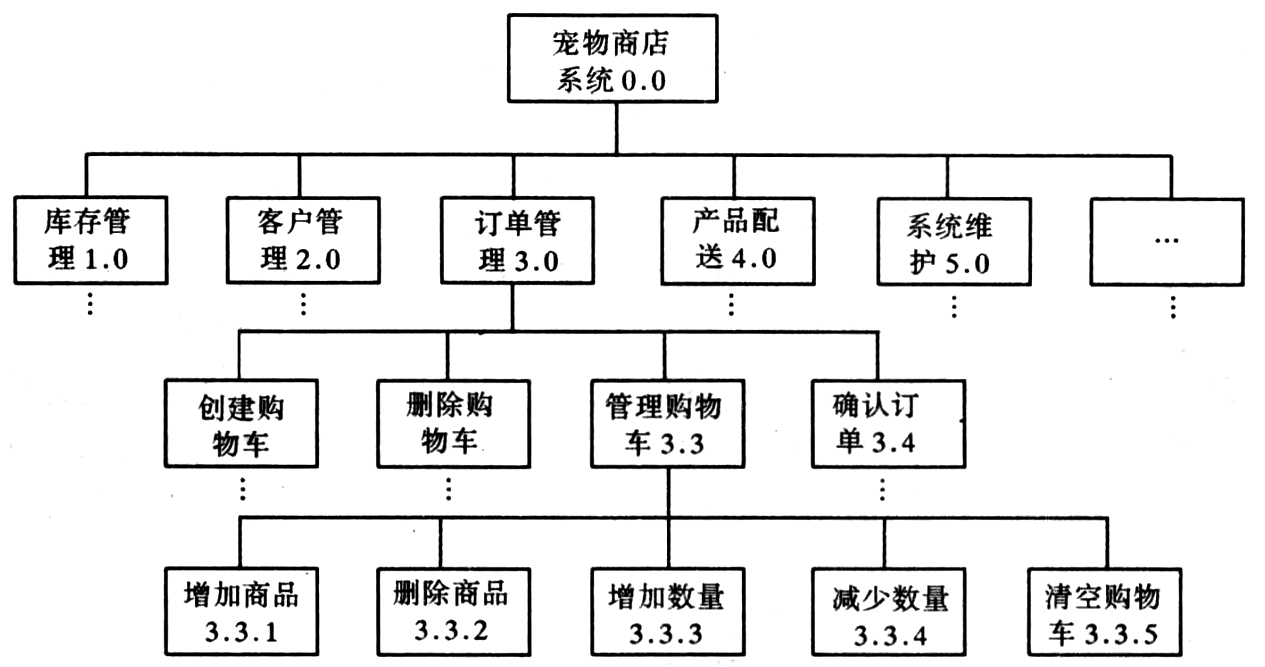 宠物商店
系统0.0
库存管
理1.0
客户管
理2.0
订单管
理3.0
产品配
送4.0
系统维
护5.0
…
⋮
⋮
⋮
⋮
⋮
创建购
物车
删除购
物车
管理购物
车3.3
确认订
单3.4
⋮
⋮
⋮
增加商品
3.3.1
删除商品
3.3.2
增加数量
3.3.3
减少数量
3.3.4
清空购物
车3.3.5